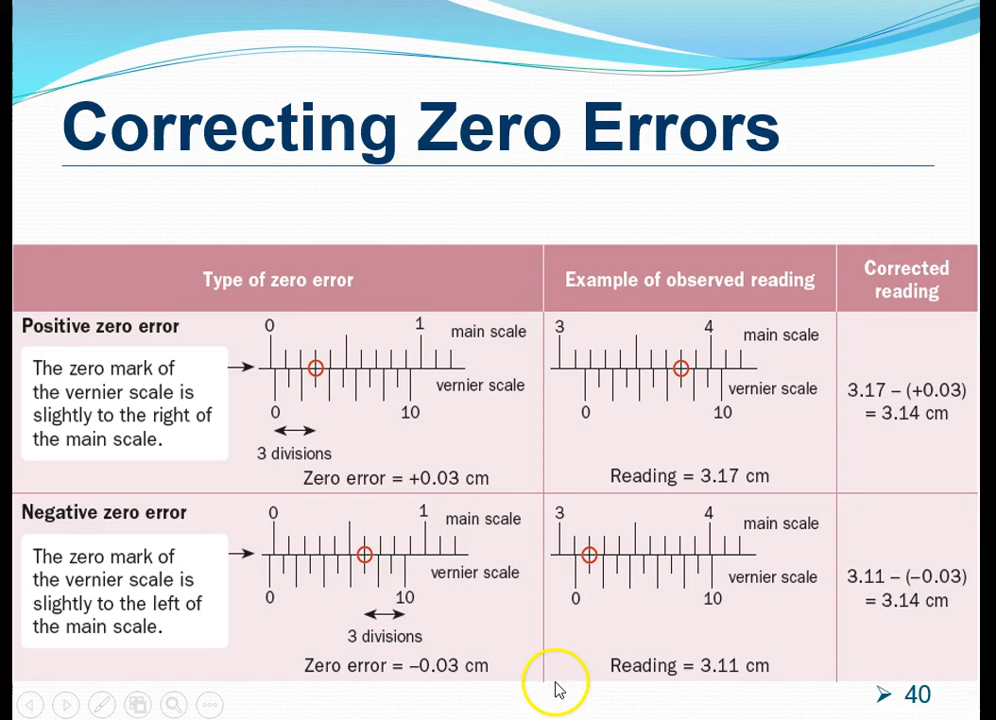 Correcting Zero Errors
Type of zero error
Example of observed reading
Corrected
reading
Positive zero error
The zero mark of
the vernier scale is
slightly to the right of
the main scale.
0 1 main scale
vernier scale
0 10
3 divisions
Zero error = +0.03 cm
3 4 main scale
vernier scale
0 10
Reading = 3.17 cm
3.17 – (+0.03)
= 3.14 cm
Negative zero error
The zero mark of
the vernier scale is
slightly to the left of
the main scale.
0 1 main scale
vernier scale
0 10
3 divisions
Zero error = –0.03 cm
3 4 main scale
vernier scale
0 10
Reading = 3.11 cm
3.11 – (–0.03)
= 3.14 cm
➢ 40